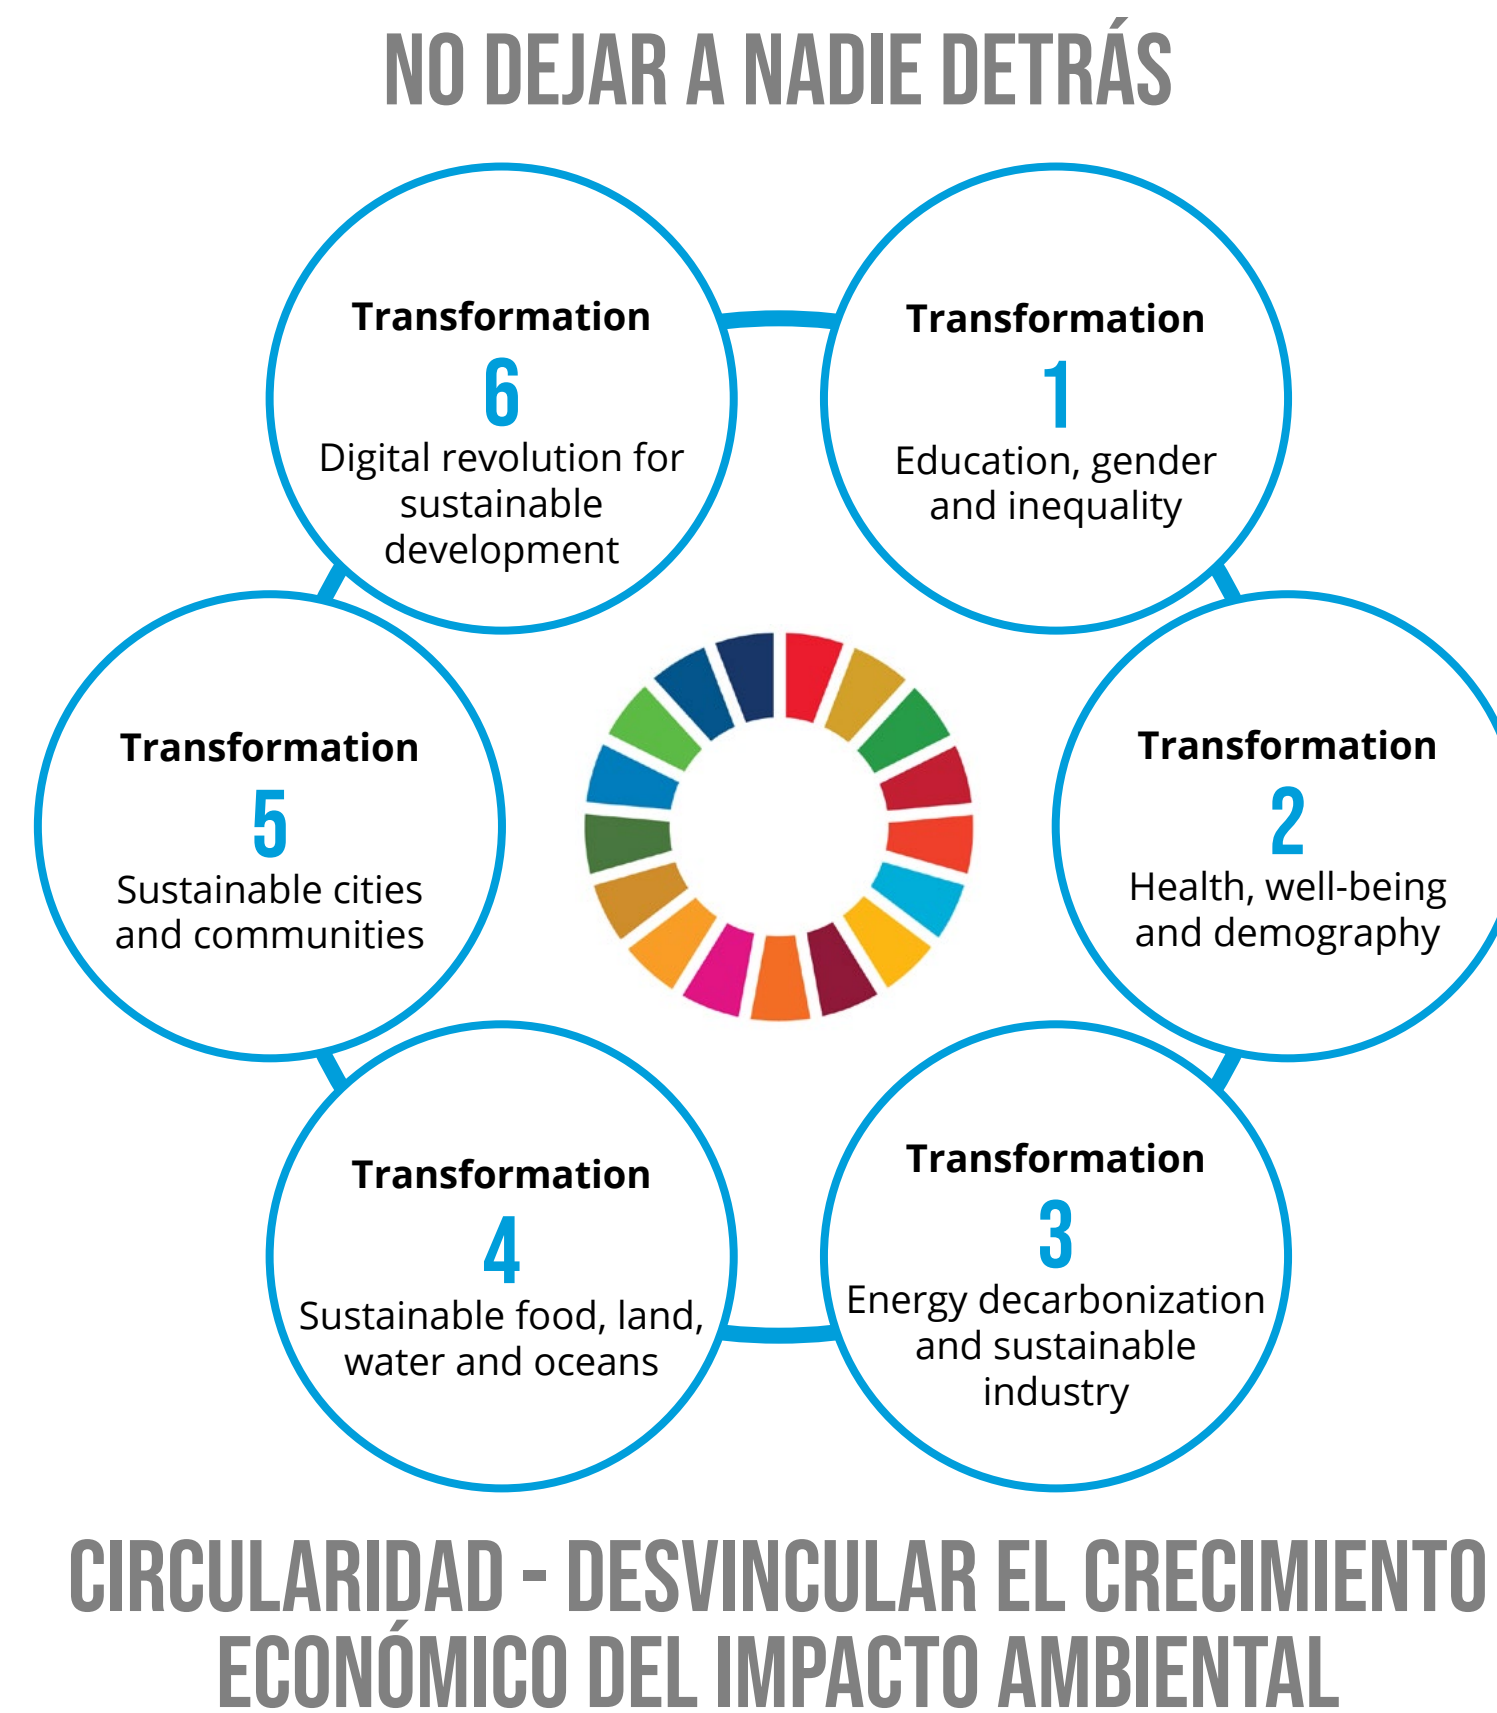 NO DEJAR A NADIE DETRÁS
Transformation
6
Digital revolution for
sustainable
development
Transformation
1
Education, gender
and inequality
Transformation
5
Sustainable cities
and communities
Transformation
2
Health, well-being
and demography
Transformation
4
Sustainable food, land,
water and oceans
Transformation
3
Energy decarbonization
and sustainable
industry
CIRCULARIDAD - DESVINCULAR EL CRECIMIENTO
ECONÓMICO DEL IMPACTO AMBIENTAL